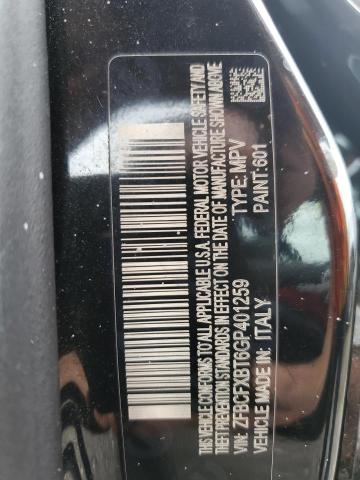 THIS VEHICLE CONFORMS TO ALL APPLICABLE U.S.A. FEDERAL MOTOR VEHICLE SAFETY AND
THEFT PREVENTION STANDARDS IN EFFECT ON THE DATE OF MANUFACTURE SHOWN ABOVE
VIN: ZFBCFXBT6GP401259 TYPE: MPV
VEHICLE MADE IN: ITALY PAINT: 601